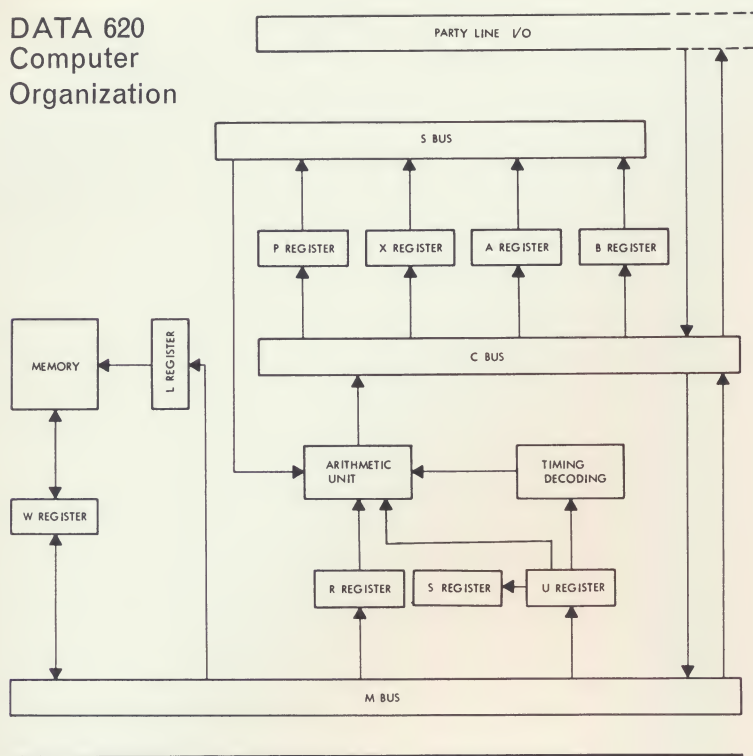 DATA 620
Computer
Organization
PARTY LINE I/O
S BUS
P REGISTER
X REGISTER
A REGISTER
B REGISTER
C BUS
MEMORY
L REGISTER
ARITHMETIC
UNIT
TIMING
DECODING
W REGISTER
R REGISTER
S REGISTER
U REGISTER
M BUS